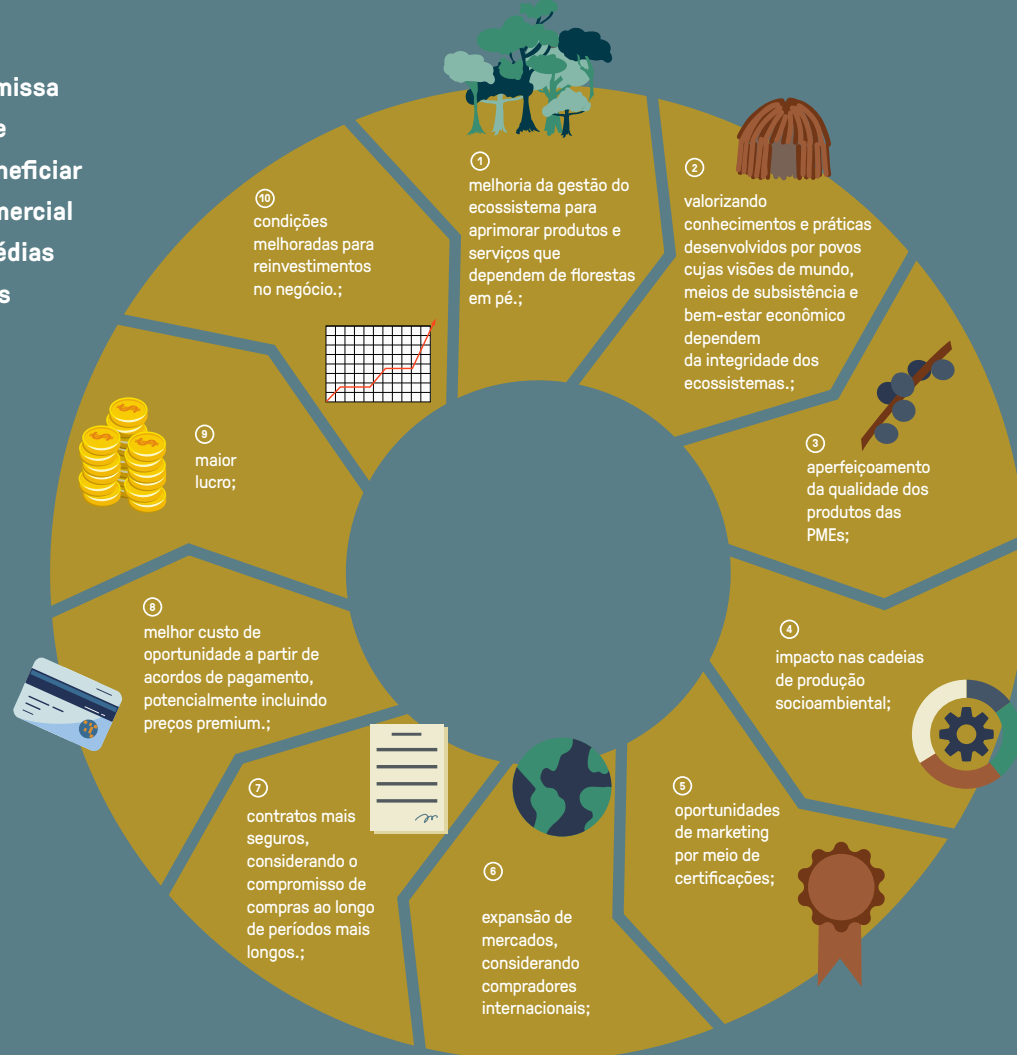 missa
e
neficiar
mercial
édias
s
1
melhoria da gestão do
ecossistema para
aprimorar produtos e
serviços que
dependem de florestas
em pé.;
2
valorizando
conhecimentos e práticas
desenvolvidos por povos
cujas visões de mundo,
meios de subsistência e
bem-estar econômico
dependem
da integridade dos
ecossistemas.;
3
aperfeiçoamento
da qualidade dos
produtos das
PMEs;
4
impacto nas cadeias
de produção
socioambiental;
5
oportunidades
de marketing
por meio de
certificações;
6
expansão de
mercados,
considerando
compradores
internacionais;
7
contratos mais
seguros,
considerando o
compromisso de
compras ao longo
de períodos mais
longos.;
8
melhor custo de
oportunidade a partir de
acordos de pagamento,
potencialmente incluindo
preços premium.;
9
maior
lucro;
10
condições
melhoradas para
reinvestimentos
no negócio.;